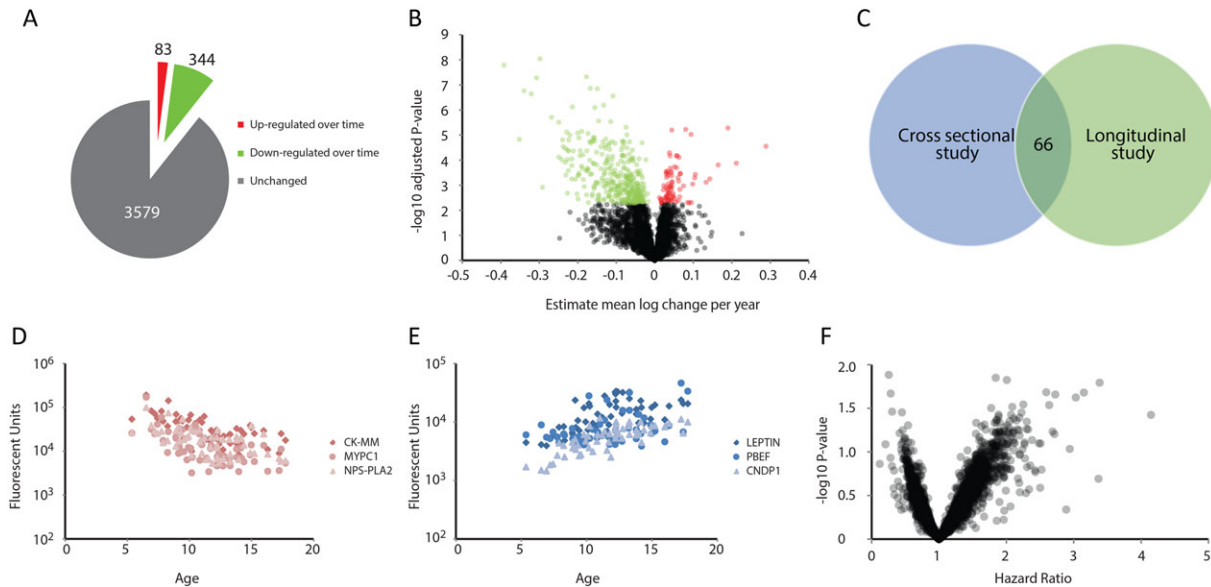 A
83
344
3579
Up-regulated over time
Down-regulated over time
Unchanged
B
-log10 adjusted P-value
9
8
7
6
5
4
3
2
1
0
-0.5
-0.4
-0.3
-0.2
-0.1
0
0.1
0.2
0.3
0.4
Estimate mean log change per year
C
Cross sectional
study
66
Longitudinal
study
D
Fluorescent Units
10⁶
10⁵
10⁴
10³
10²
0
5
10
15
20
Age
CK-MM
MYPC1
NPS-PLA2
E
Fluorescent Units
10⁵
10⁴
10³
10²
0
5
10
15
20
Age
LEPTIN
PBEF
CNDP1
F
-log10 P-value
2.0
1.5
1.0
0.5
0
0
1
2
3
4
5
Hazard Ratio